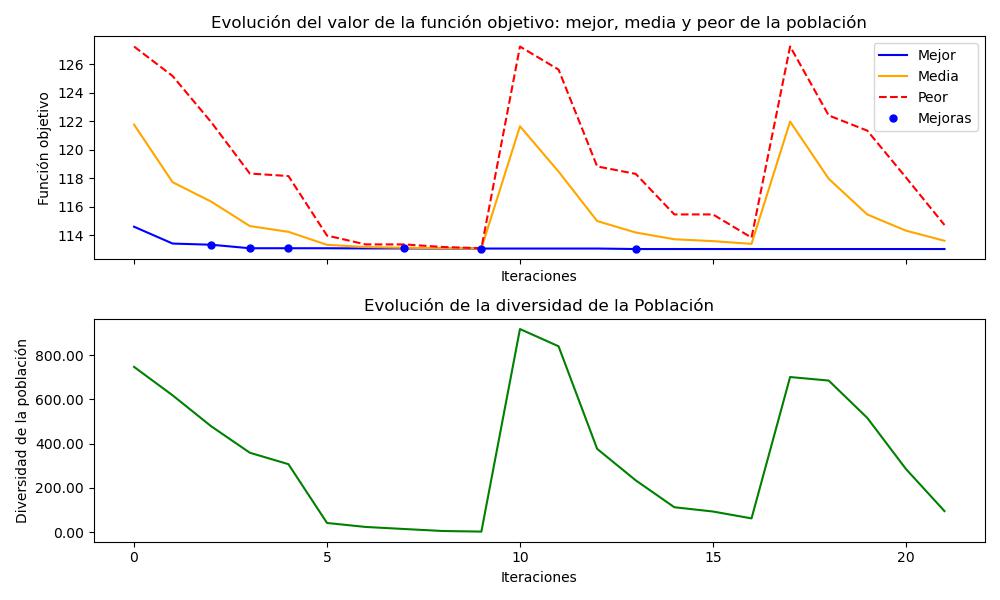 Evolución del valor de la función objetivo: mejor, media y peor de la población
Función objetivo
126
124
122
120
118
116
114
Mejor
Media
Peor
Mejoras
Iteraciones
Evolución de la diversidad de la Población
Diversidad de la población
800.00
600.00
400.00
200.00
0.00
0
5
10
15
20
Iteraciones